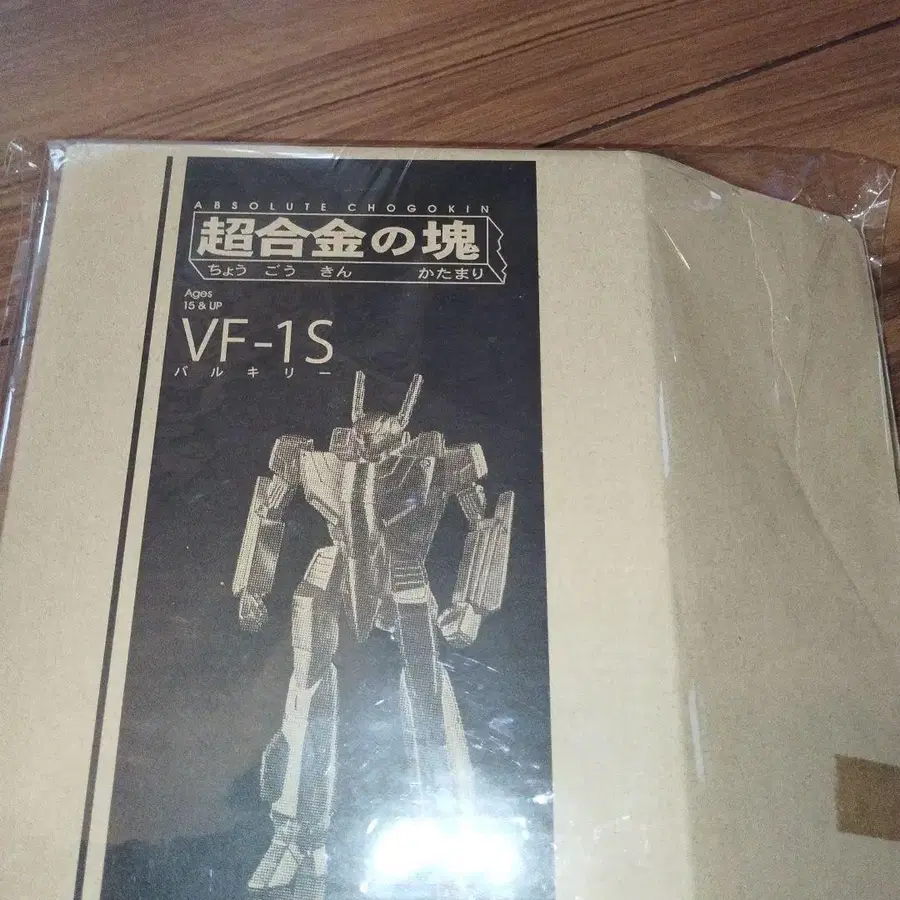 ABSOLUTE CHOGOKIN
超合金の塊
ちょう ごう きん かたまり
Ages
15 & UP
VF-1S
バルキリー